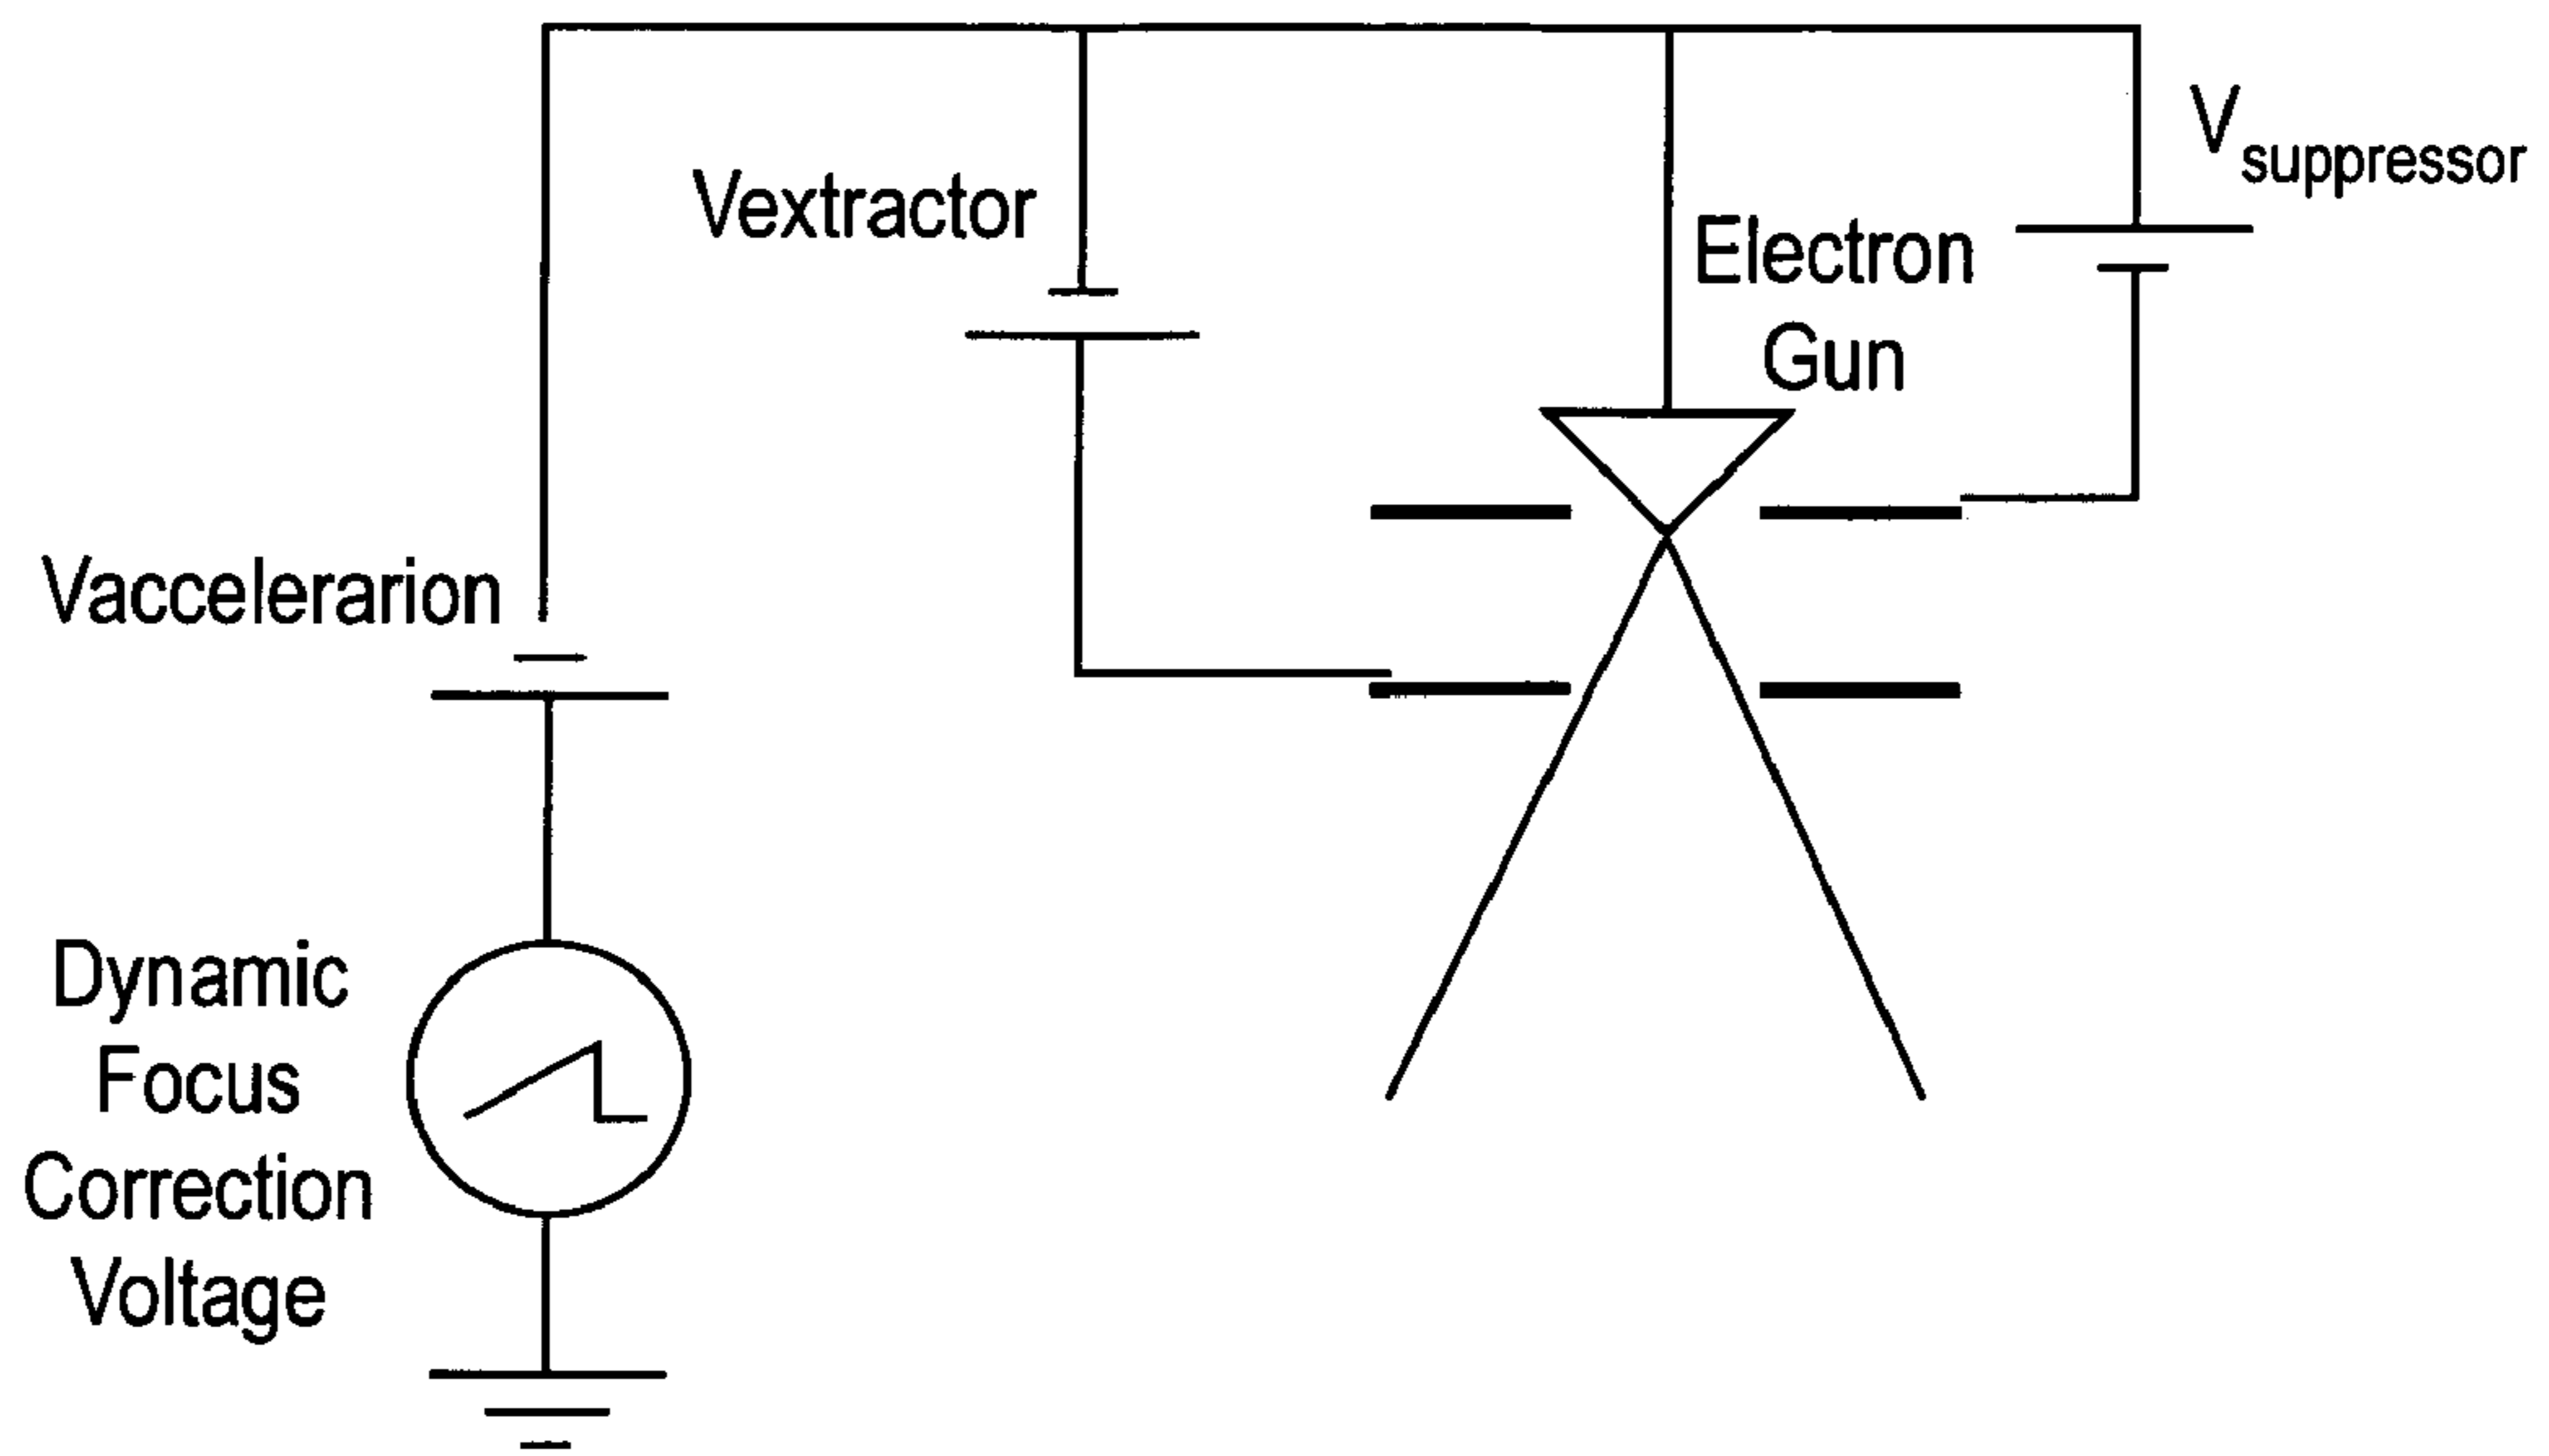 Vsuppressor
Vextractor
Electron
Gun
Vaccelerarion
Dynamic
Focus
Correction
Voltage